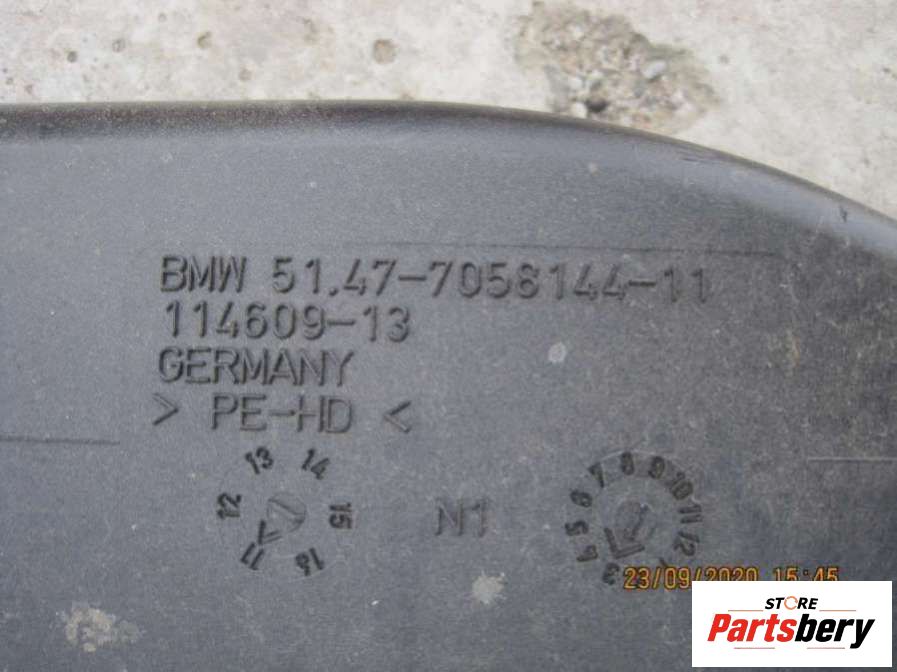 BMW 51.47-7058144-11
114609-13
GERMANY
> PE-HD <
12 13 14 15 16 11
N1
3 4 5 6 7 8 9 10 11 12
23/09/2020 15:45
STORE
Partsbery